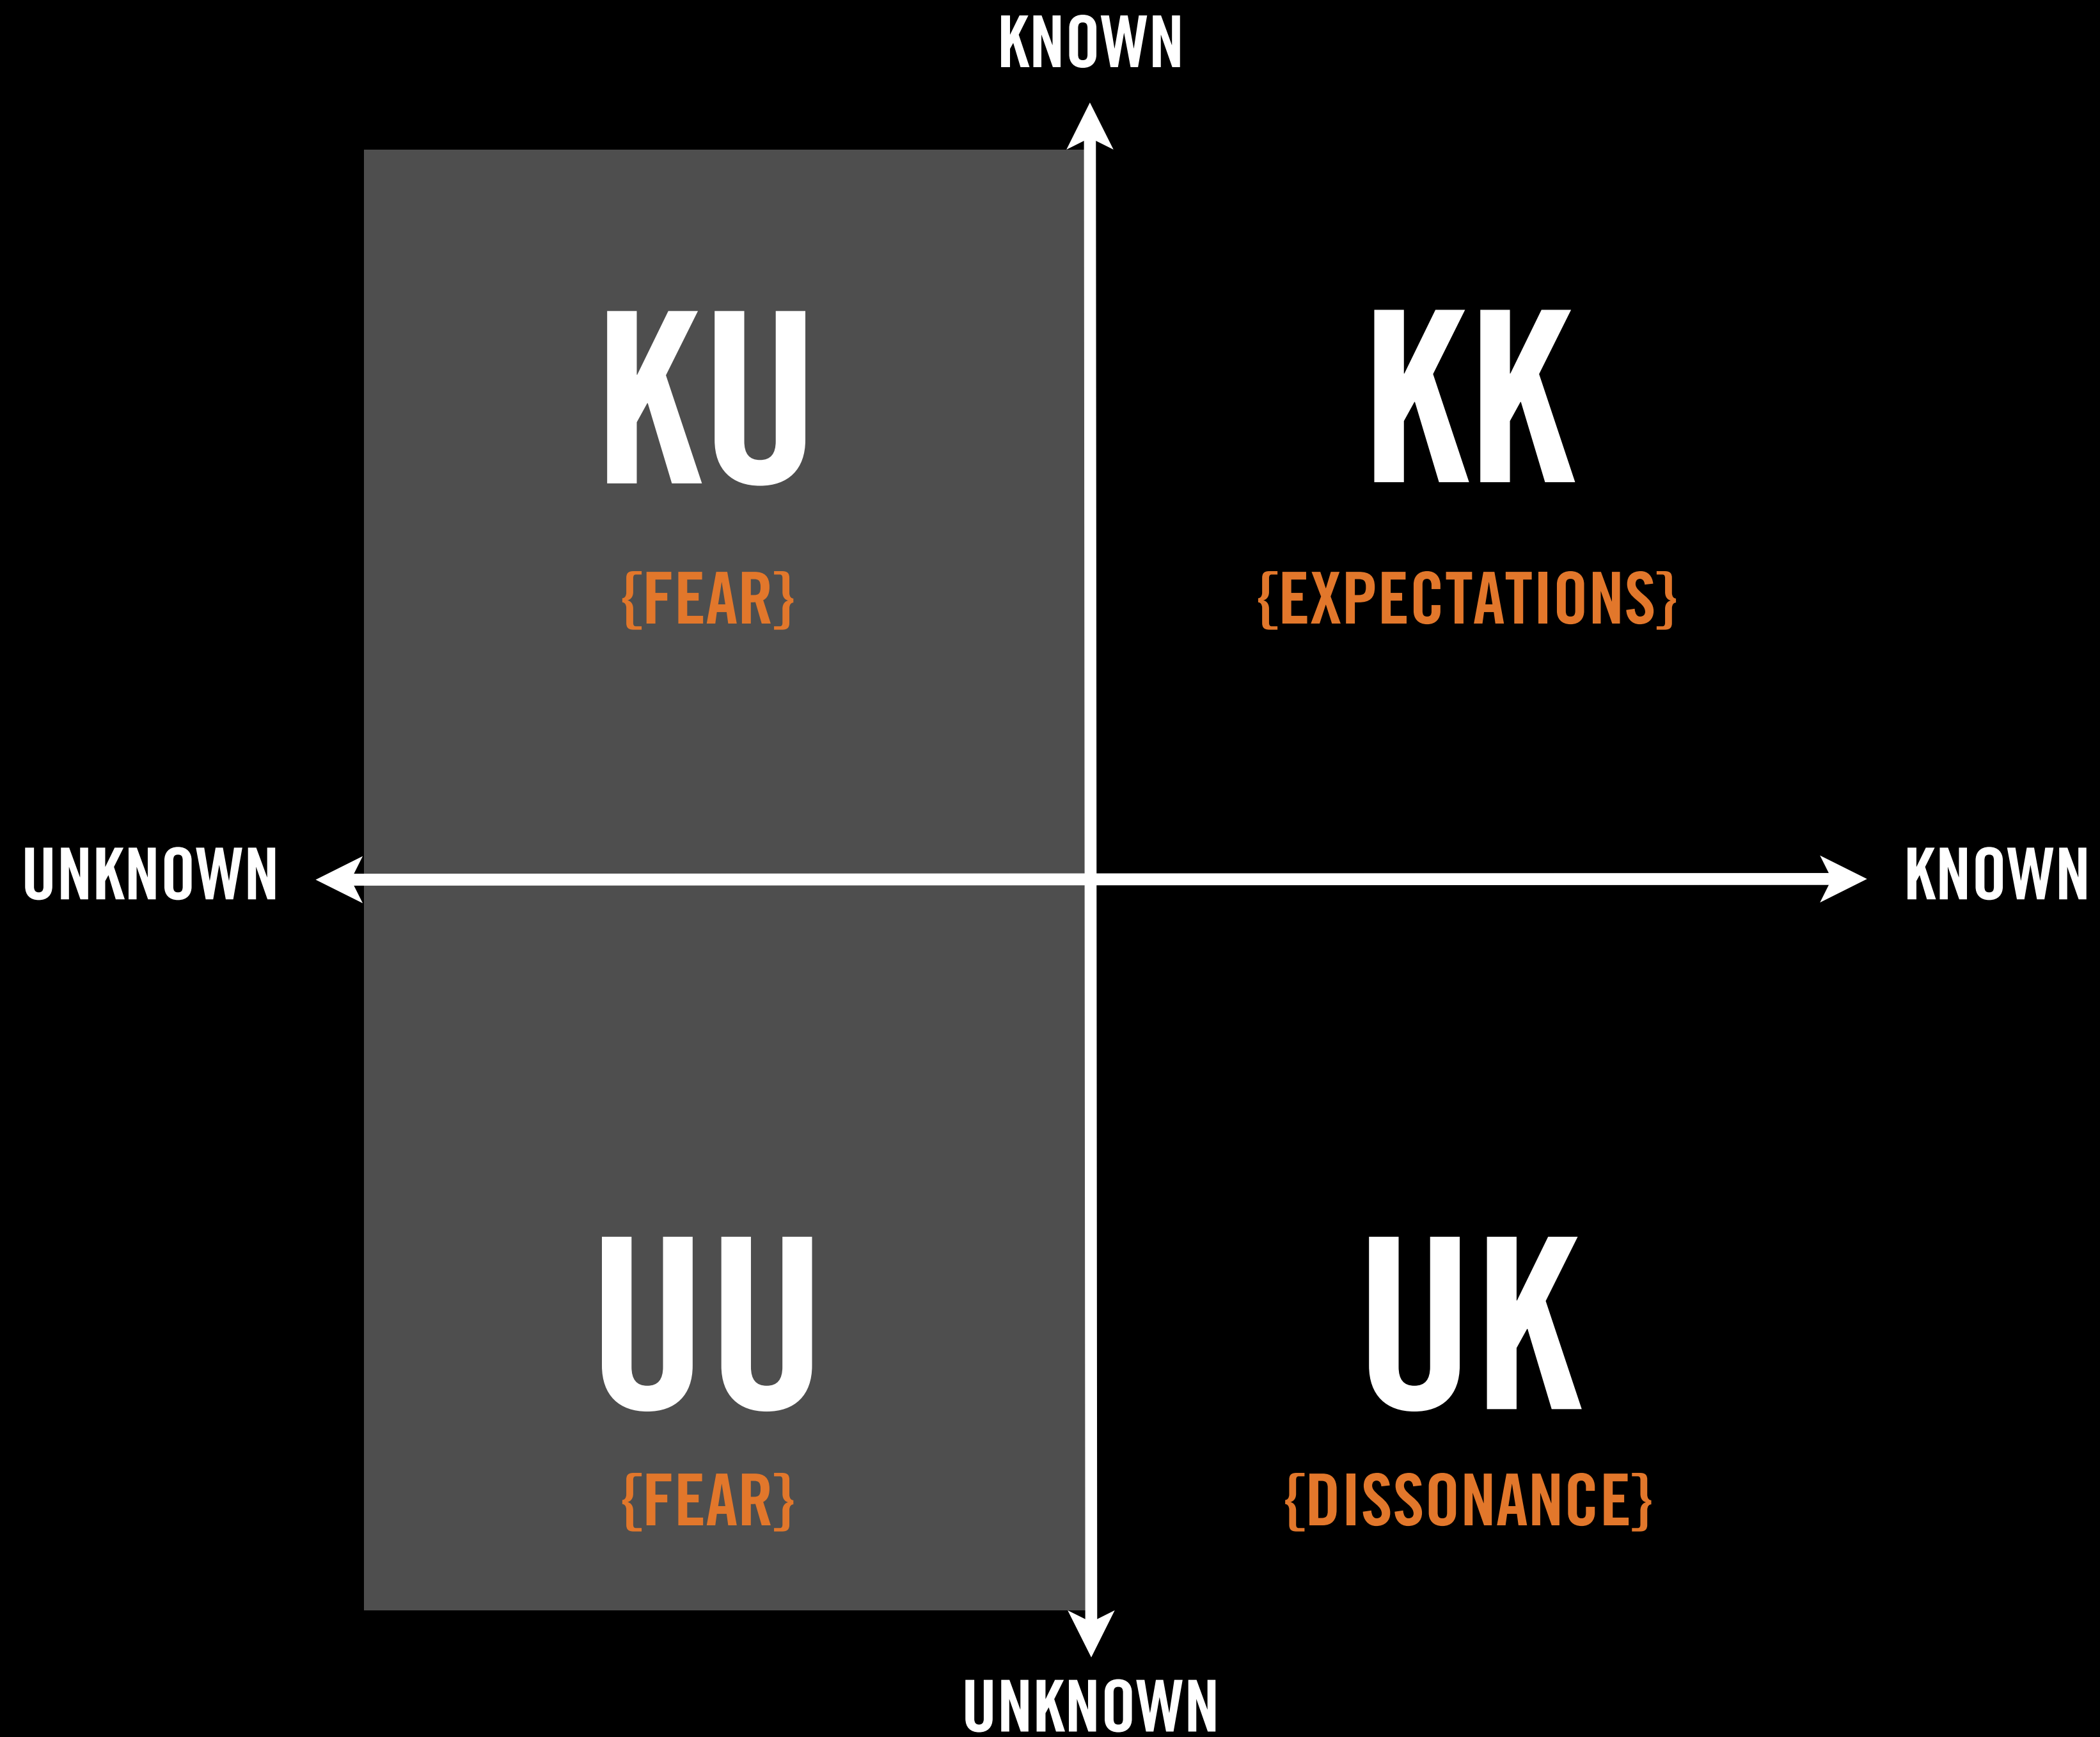 KNOWN
KU
KK
{FEAR}
{EXPECTATIONS}
UNKNOWN
KNOWN
UU
UK
{FEAR}
{DISSONANCE}
UNKNOWN